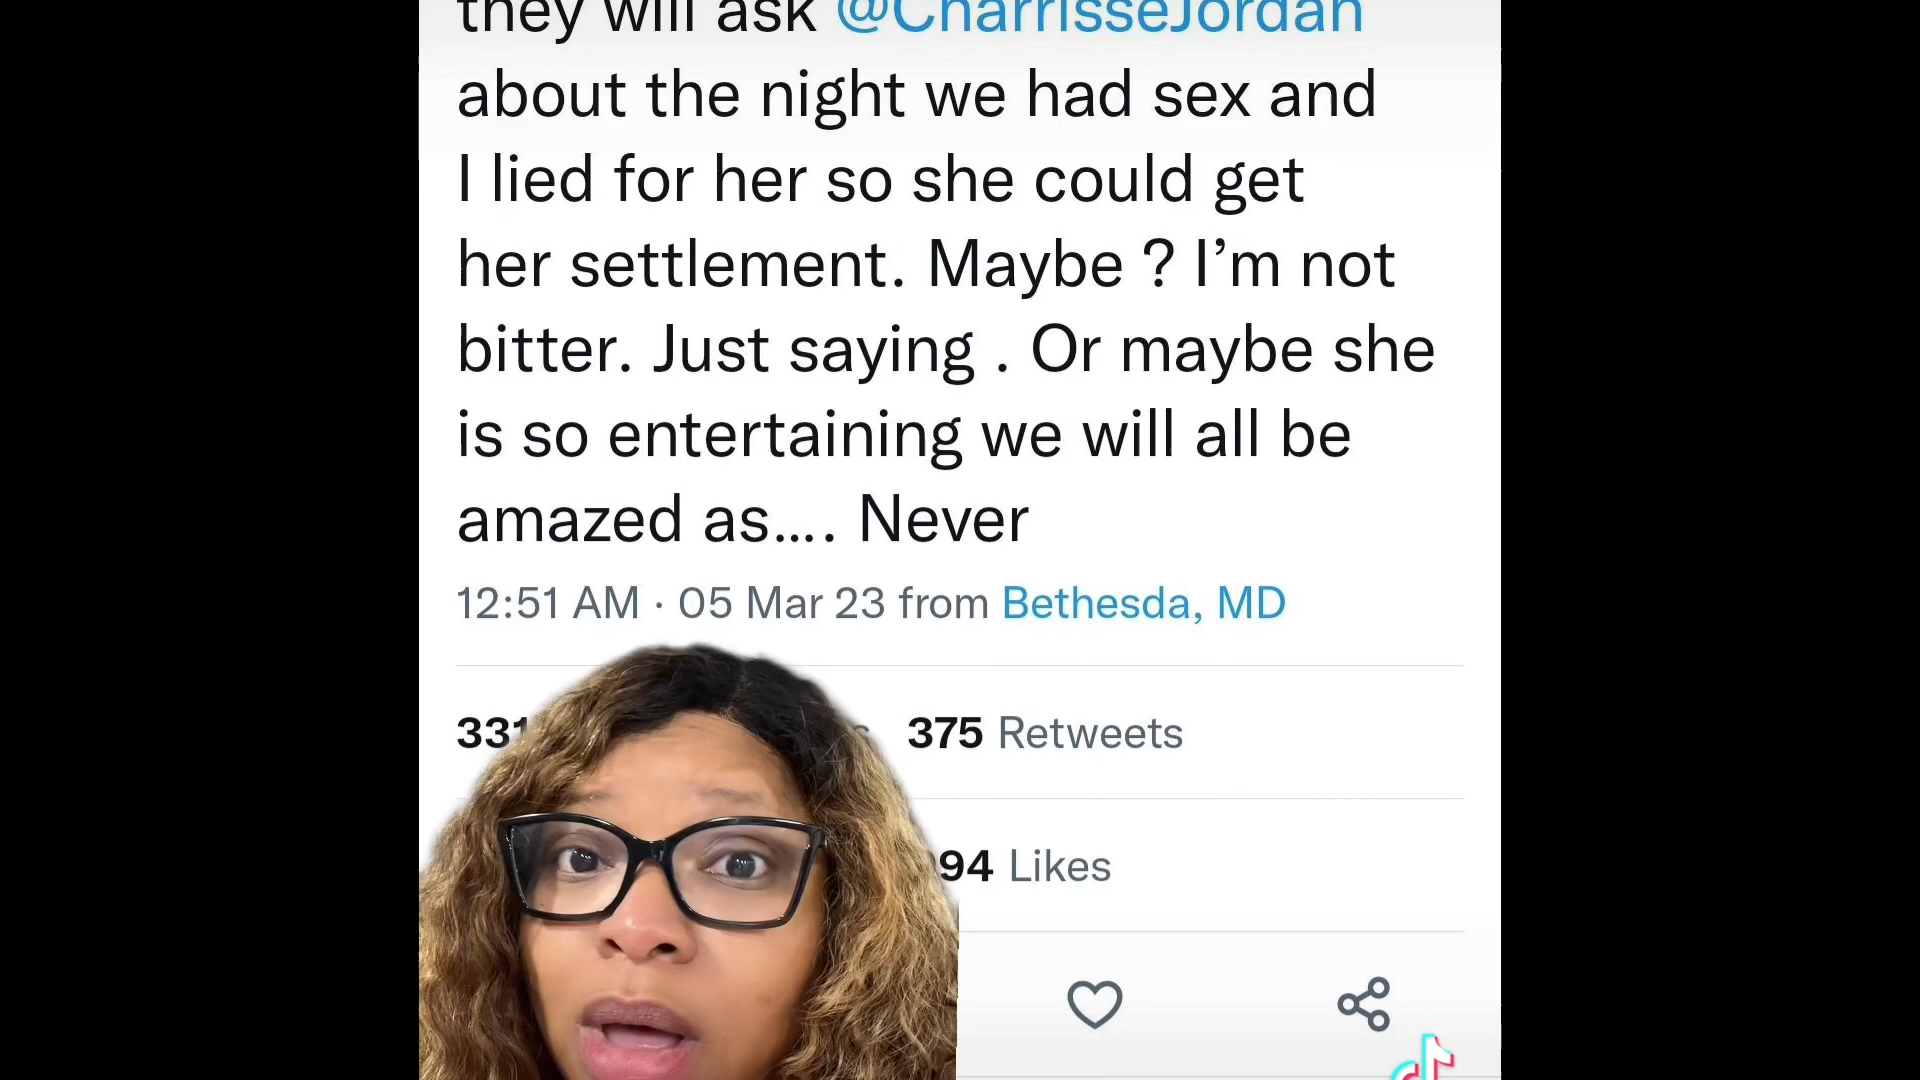 they will ask @CharrisseJordan
about the night we had sex and
I lied for her so she could get
her settlement. Maybe ? I’m not
bitter. Just saying . Or maybe she
is so entertaining we will all be
amazed as.... Never
12:51 AM · 05 Mar 23 from Bethesda, MD
375 Retweets
Likes